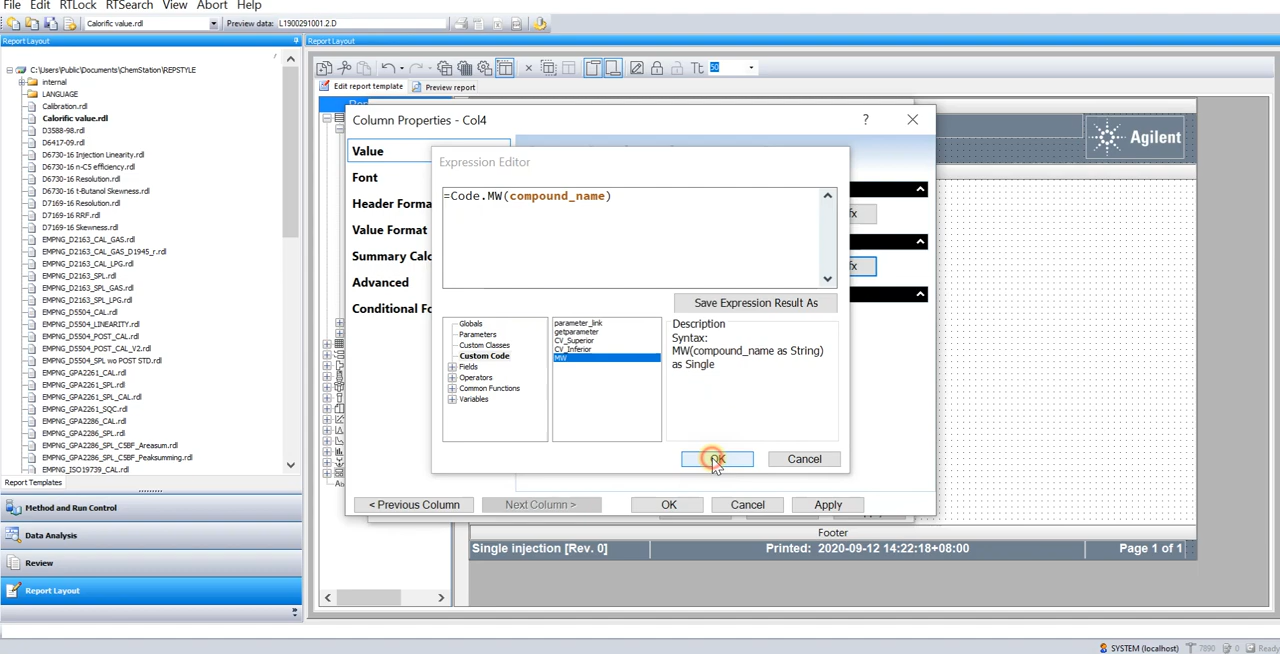 File Edit RTLock RTSearch View Abort Help
Calorific value.rdl Preview data: L1900291001.2.D
Report Layout
Report Layout
Edit report template Preview report
C:\Users\Public\Documents\ChemStation\REPSTYLE
internal
LANGUAGE
Calibration.rdl
Calorific value.rdl
D3588-98.rdl
D6417-09.rdl
D6730-16 Injection Linearity.rdl
D6730-16 n-C5 efficiency.rdl
D6730-16 Resolution.rdl
D6730-16 t-Butanol Skewness.rdl
D7169-16 Resolution.rdl
D7169-16 RRF.rdl
D7169-16 Skewness.rdl
EMPNG_D2163_CAL_GAS.rdl
EMPNG_D2163_CAL_GAS_D1945_r.rdl
EMPNG_D2163_CAL_LPG.rdl
EMPNG_D2163_SPL.rdl
EMPNG_D2163_SPL_GAS.rdl
EMPNG_D2163_SPL_LPG.rdl
EMPNG_D5504_CAL.rdl
EMPNG_D5504_LINEARITY.rdl
EMPNG_D5504_POST_CAL.rdl
EMPNG_D5504_POST_CAL_V2.rdl
EMPNG_D5504_SPL wo POST STD.rdl
EMPNG_GPA2261_CAL.rdl
EMPNG_GPA2261_SPL_CAL.rdl
EMPNG_GPA2261_SQC.rdl
EMPNG_GPA2286_CAL.rdl
EMPNG_GPA2286_SPL.rdl
EMPNG_GPA2286_SPL_C5BF_Areasum.rdl
EMPNG_GPA2286_SPL_C5BF_Peaksumming.rdl
EMPNG_ISO19739_CAL.rdl
Report Templates
Method and Run Control
Data Analysis
Review
Report Layout
Column Properties - Col4
? 
Value
Font
Header Forma
Value Format
Summary Calc
Advanced
Conditional Fo
fx
fx
Expression Editor
=Code.MW(compound_name)
Save Expression Result As
Globals
Parameters
Custom Classes
Custom Code
Fields
Operators
Common Functions
Variables
parameter_link
getparameter
CV_Superior
CV_Inferior
MW
Description
Syntax:
MW(compound_name as String)
as Single
OK Cancel
< Previous Column Next Column > OK Cancel Apply
Agilent
Footer
Single injection [Rev. 0] Printed: 2020-09-12 14:22:18+08:00 Page 1 of 1
SYSTEM (localhost) 7890 0 Ready